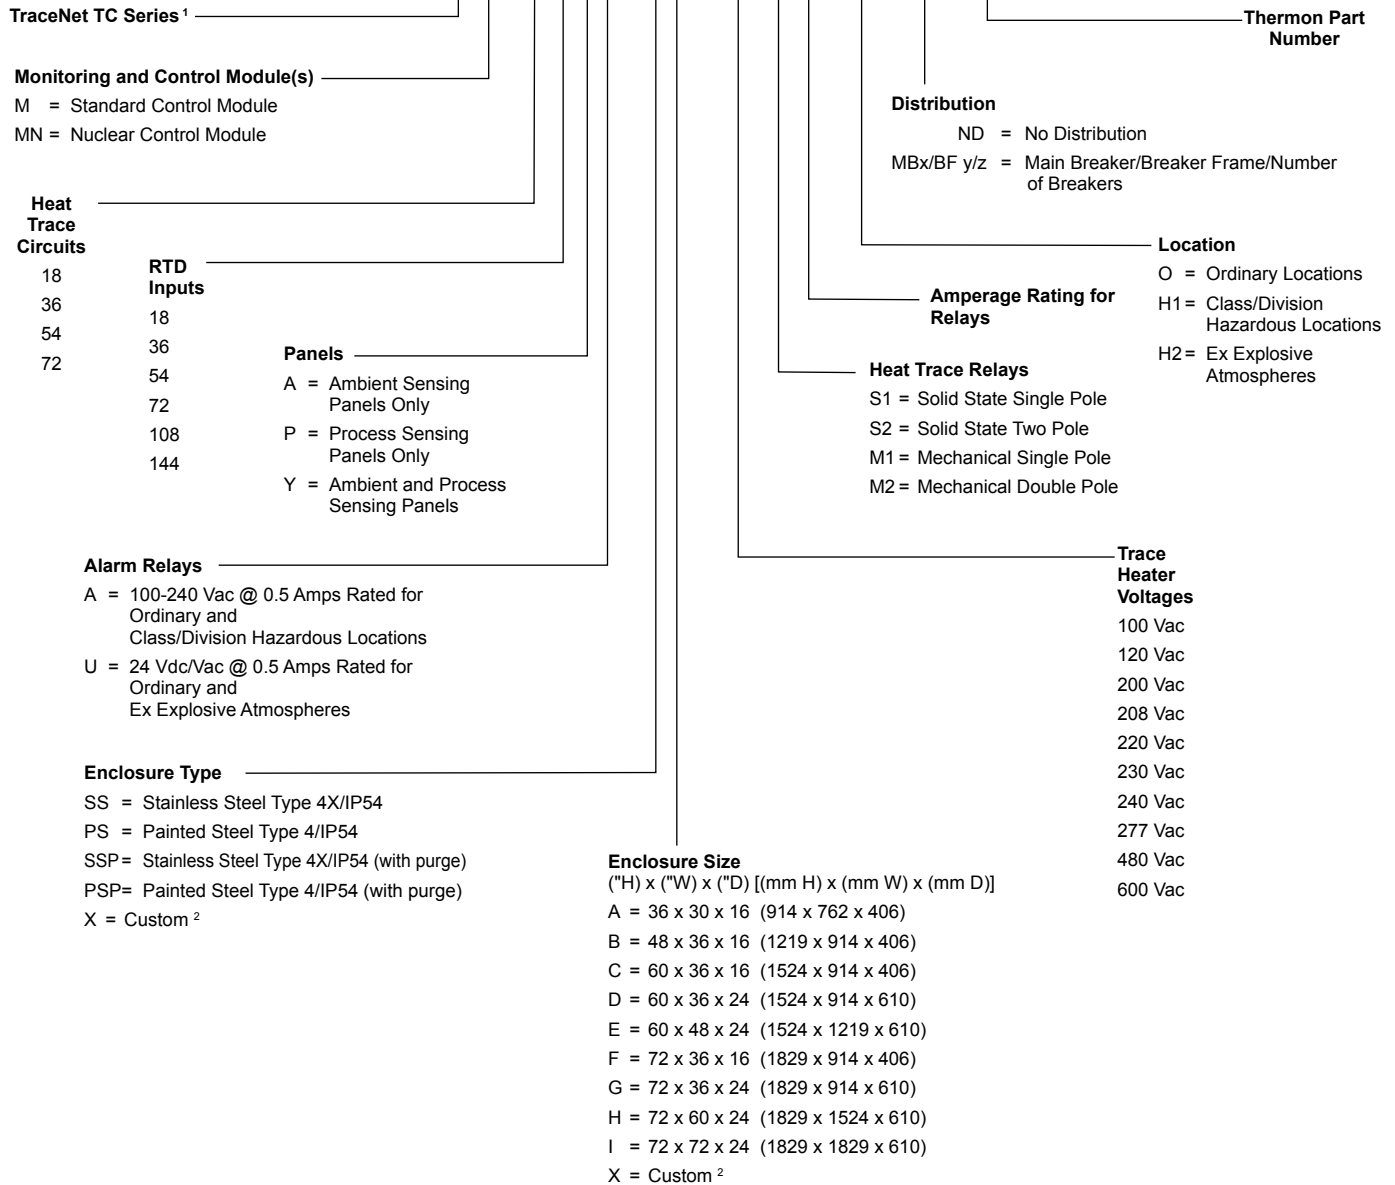 TraceNet TC Series 1
Thermon Part
Number
Monitoring and Control Module(s)
M = Standard Control Module
MN = Nuclear Control Module
Distribution
ND = No Distribution
MBx/BF y/z = Main Breaker/Breaker Frame/Number
of Breakers
Heat
Trace
Circuits
18
36
54
72
RTD
Inputs
18
36
54
72
108
144
Panels
A = Ambient Sensing
Panels Only
P = Process Sensing
Panels Only
Y = Ambient and Process
Sensing Panels
Location
O = Ordinary Locations
H1 = Class/Division
Hazardous Locations
H2 = Ex Explosive
Atmospheres
Amperage Rating for
Relays
Heat Trace Relays
S1 = Solid State Single Pole
S2 = Solid State Two Pole
M1 = Mechanical Single Pole
M2 = Mechanical Double Pole
Alarm Relays
A = 100-240 Vac @ 0.5 Amps Rated for
Ordinary and
Class/Division Hazardous Locations
U = 24 Vdc/Vac @ 0.5 Amps Rated for
Ordinary and
Ex Explosive Atmospheres
Trace
Heater
Voltages
100 Vac
120 Vac
200 Vac
208 Vac
220 Vac
230 Vac
240 Vac
277 Vac
480 Vac
600 Vac
Enclosure Type
SS = Stainless Steel Type 4X/IP54
PS = Painted Steel Type 4/IP54
SSP= Stainless Steel Type 4X/IP54 (with purge)
PSP= Painted Steel Type 4/IP54 (with purge)
X = Custom 2
Enclosure Size
("H) x ("W) x ("D) [(mm H) x (mm W) x (mm D)]
A = 36 x 30 x 16 (914 x 762 x 406)
B = 48 x 36 x 16 (1219 x 914 x 406)
C = 60 x 36 x 16 (1524 x 914 x 406)
D = 60 x 36 x 24 (1524 x 914 x 610)
E = 60 x 48 x 24 (1524 x 1219 x 610)
F = 72 x 36 x 16 (1829 x 914 x 406)
G = 72 x 36 x 24 (1829 x 914 x 610)
H = 72 x 60 x 24 (1829 x 1524 x 610)
I = 72 x 72 x 24 (1829 x 1829 x 610)
X = Custom 2